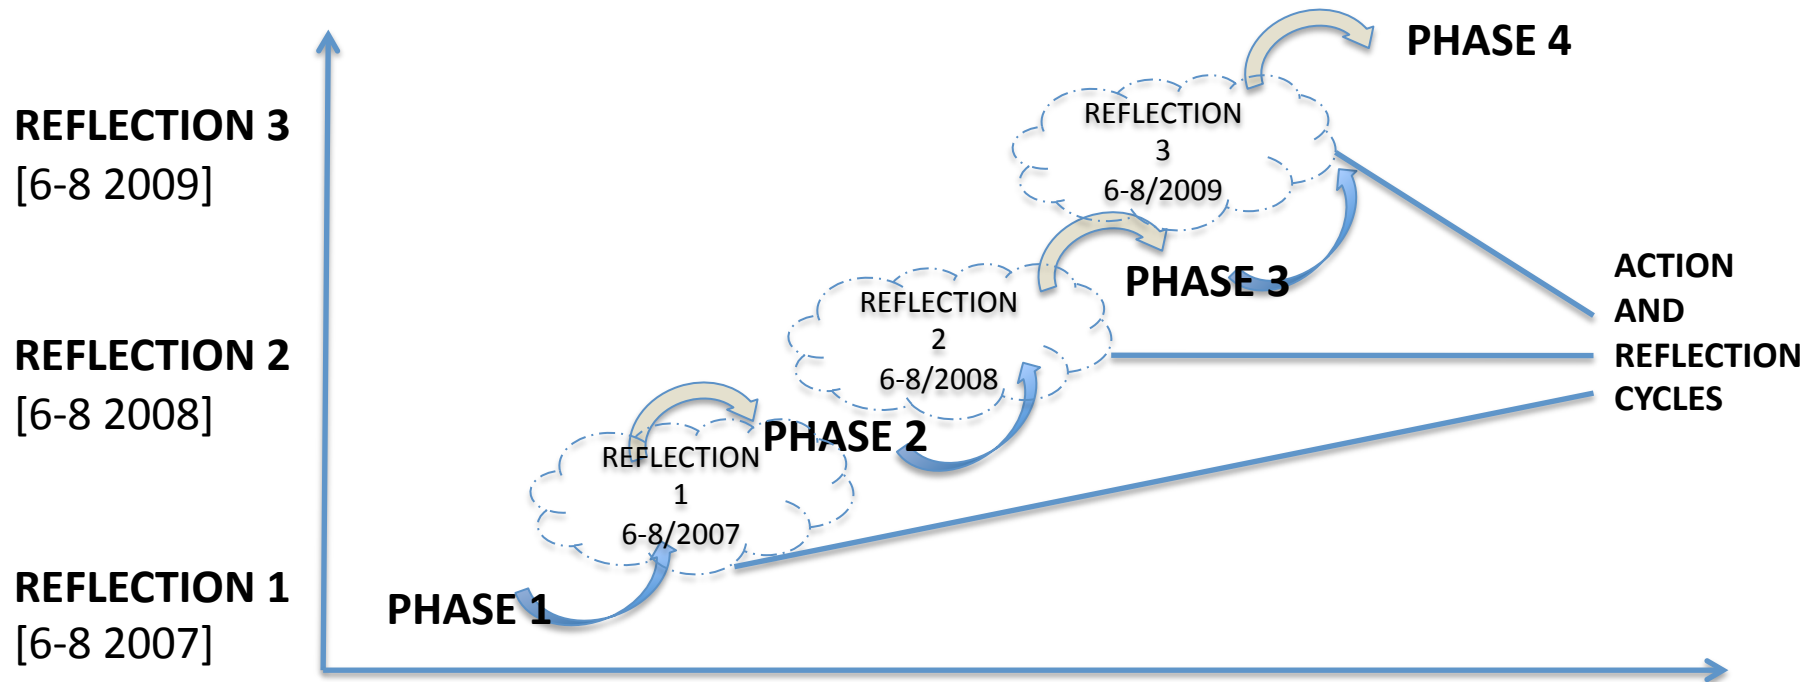 PHASE 4
REFLECTION 3
[6-8 2009]
REFLECTION
3
6-8/2009
PHASE 3
ACTION
AND
REFLECTION
CYCLES
REFLECTION 2
[6-8 2008]
REFLECTION
2
6-8/2008
PHASE 2
REFLECTION
1
6-8/2007
REFLECTION 1
[6-8 2007]
PHASE 1